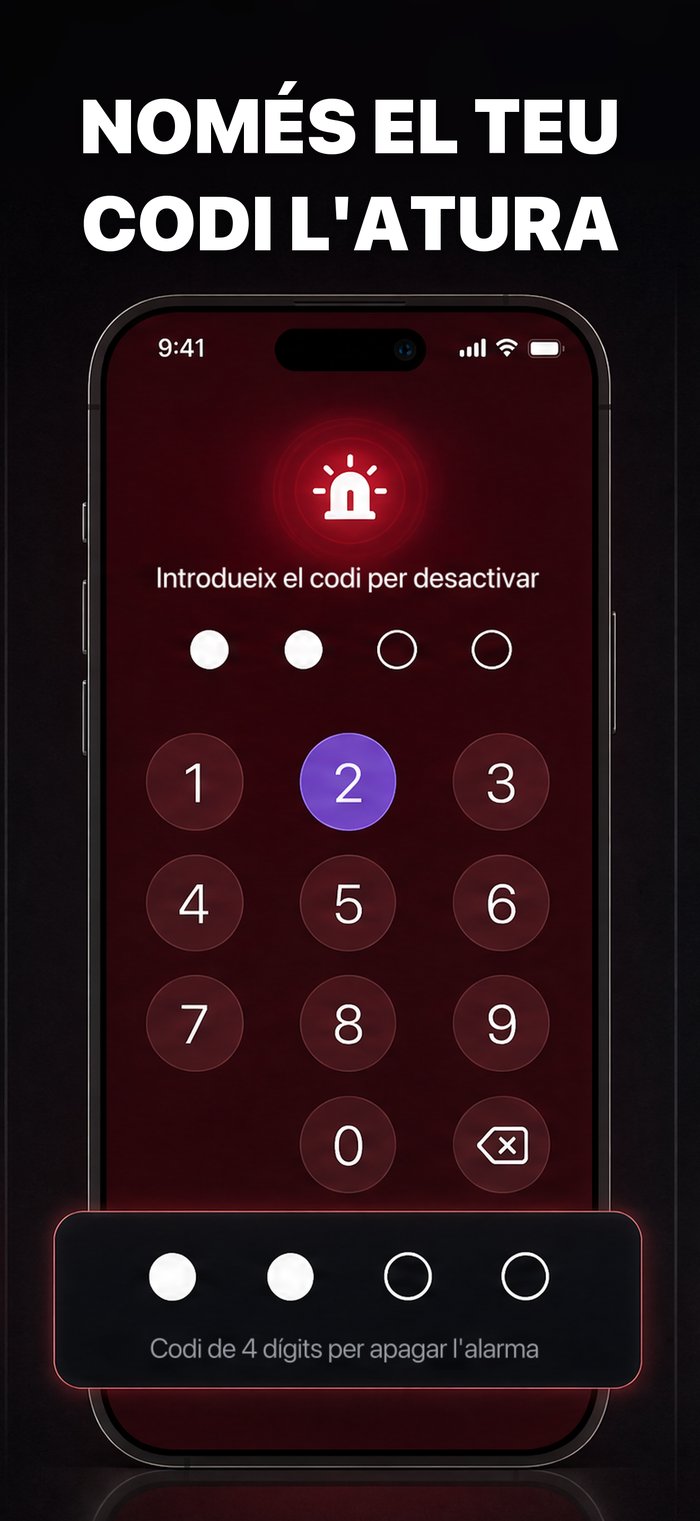 NOMÉS EL TEU
CODI L'ATURA
9:41
Introdueix el codi per desactivar
1 2 3
4 5 6
7 8 9
0
Codi de 4 dígits per apagar l'alarma